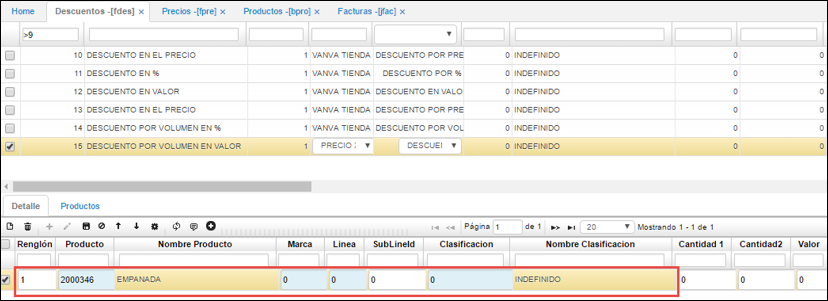 Home Descuentos -[fdes] × Precios -[fpre] × Productos -[bpro] × Facturas -[jfac] ×
>9
10 DESCUENTO EN EL PRECIO 1 VANVA TIENDA DESCUENTO POR PRE 0 INDEFINIDO 0 0
11 DESCUENTO EN % 1 VANVA TIENDA DESCUENTO POR % 0 INDEFINIDO 0 0
12 DESCUENTO EN VALOR 1 VANVA TIENDA DESCUENTO EN VALO 0 INDEFINIDO 0 0
13 DESCUENTO EN EL PRECIO 1 VANVA TIENDA DESCUENTO POR PRE 0 INDEFINIDO 0 0
14 DESCUENTO POR VOLUMEN EN % 1 VANVA TIENDA DESCUENTO POR VOL 0 INDEFINIDO 0 0
15 DESCUENTO POR VOLUMEN EN VALOR 1 PRECIO DESCUEI 0 INDEFINIDO 0 0
Detalle Productos
Página 1 de 1 20 Mostrando 1 - 1 de 1
Renglón Producto Nombre Producto Marca Linea SubLineId Clasificacion Nombre Clasificacion Cantidad 1 Cantidad2 Valor
1 2000346 EMPANADA 0 0 0 0 INDEFINIDO 0 0 0